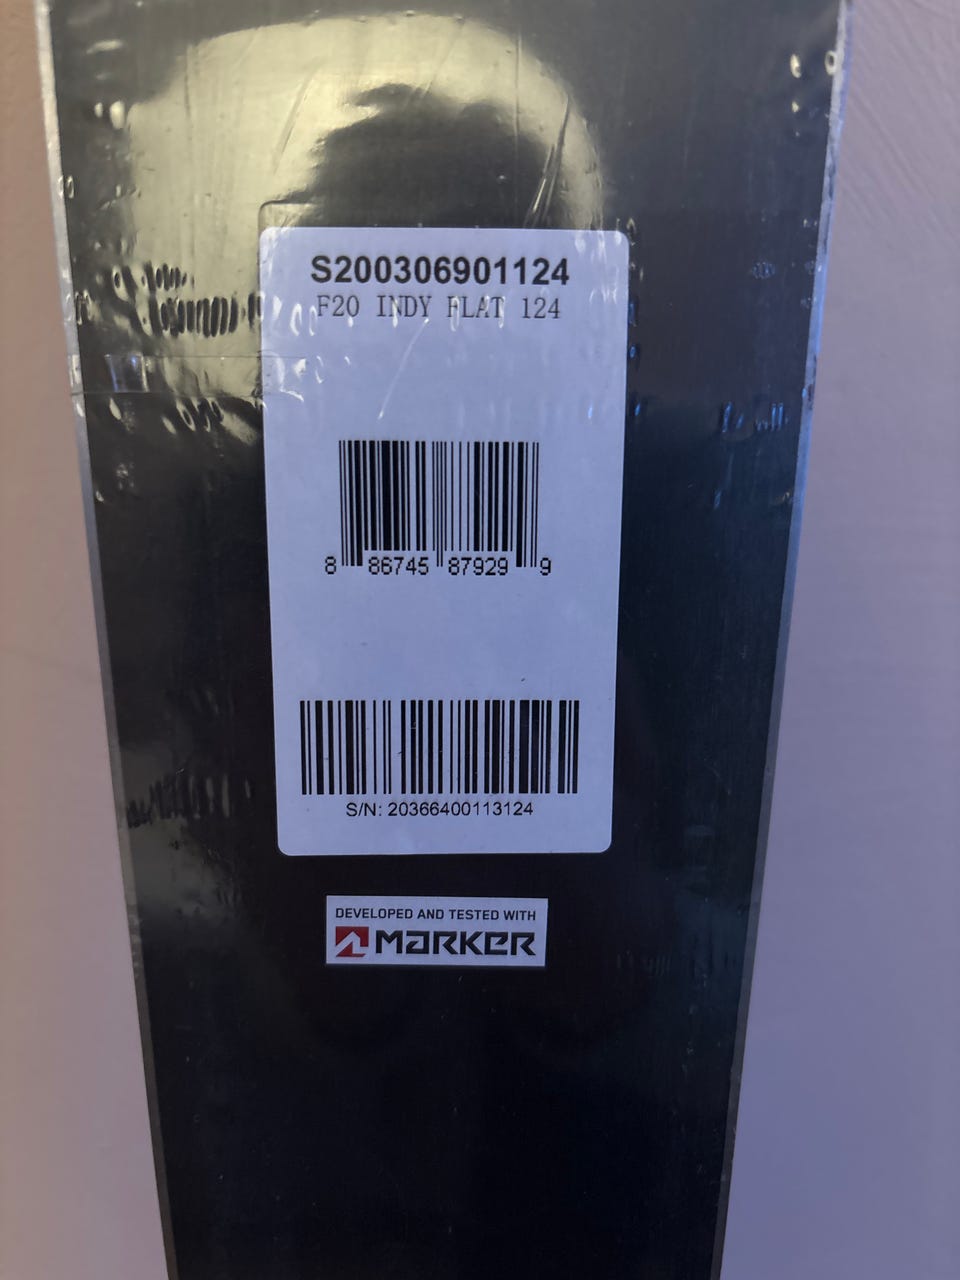 S200306901124
F20 INDY FLAT 124
8 86745 87929 9
S/N: 20366400113124
DEVELOPED AND TESTED WITH
MARKER